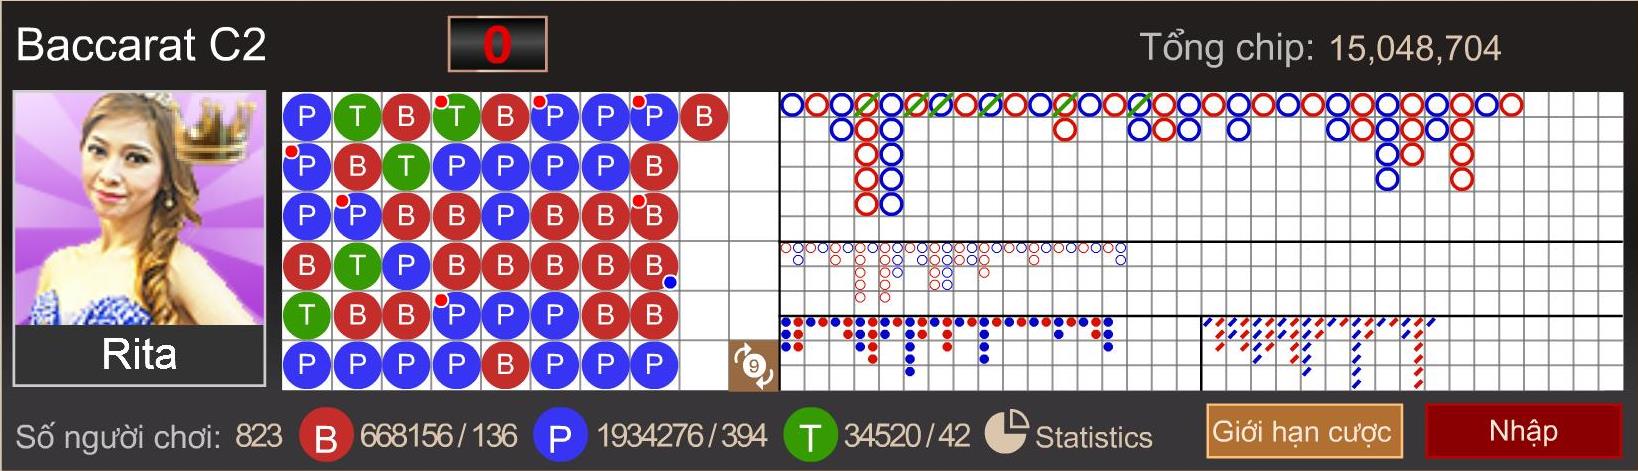 Baccarat C2
0
Tổng chip: 15,048,704
P T B T B P P P B
P B T P P P P B
P P B B P B B B
B T P B B B B B
T B B P P P B B
P P P P B P P P
9
Rita
Số người chơi: 823 B 668156 / 136 P 1934276 / 394 T 34520 / 42 Statistics Giới hạn cược Nhập